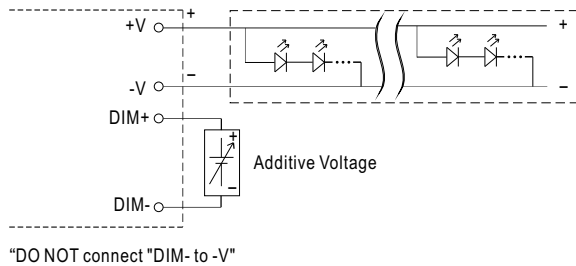 +V
+
+
-V
−
−
DIM+
+
−
Additive Voltage
DIM-
“DO NOT connect "DIM- to -V"